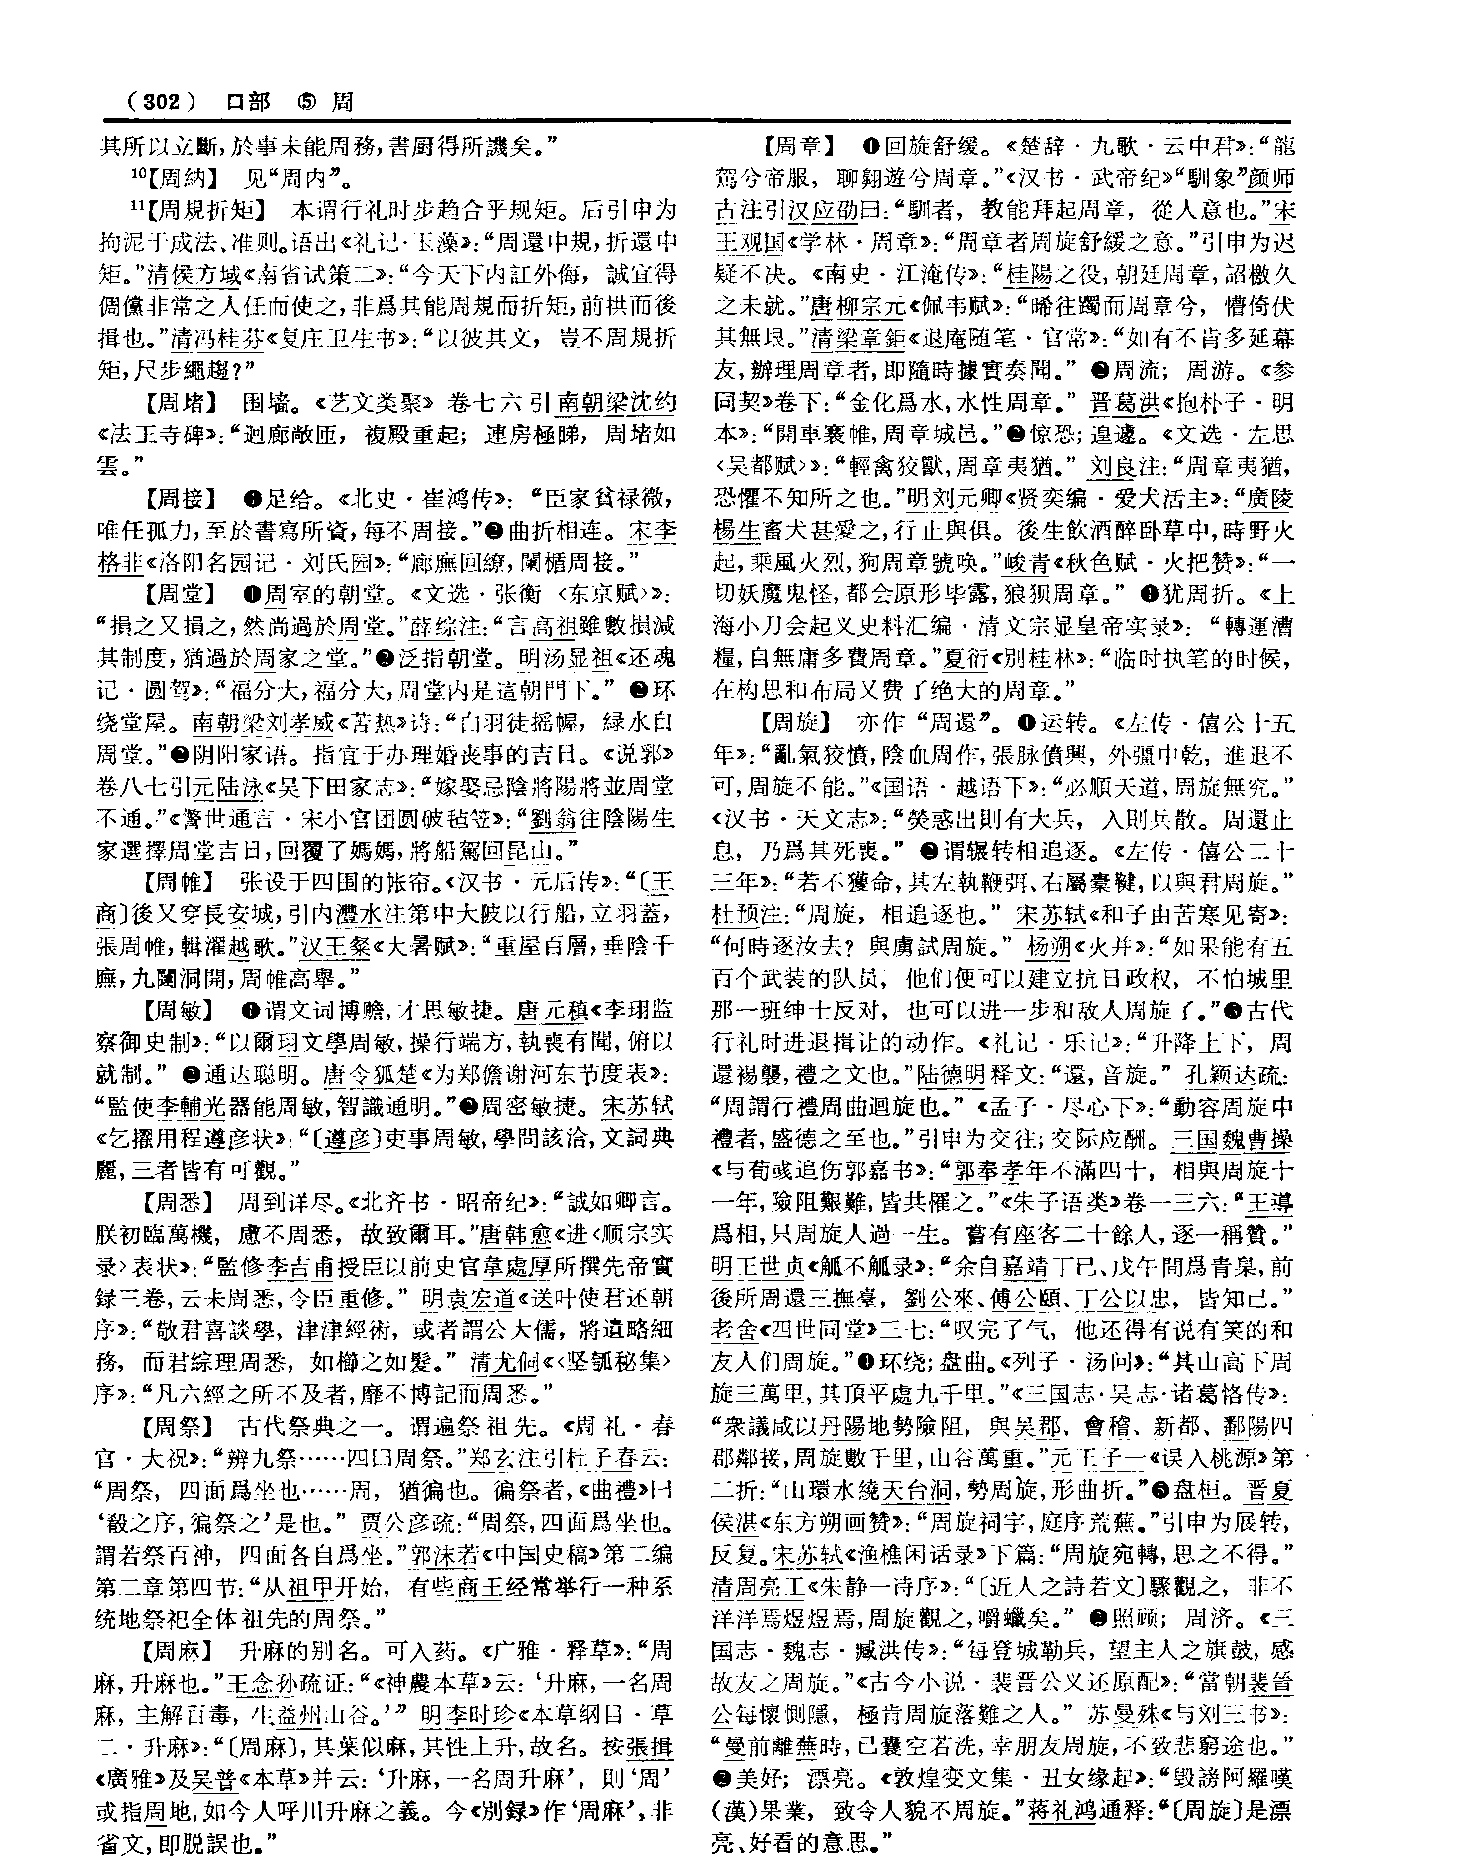 （302） 口部 ⑤ 周
其所以立斷，於事未能周務，書厨得所譏矣。”
¹⁰【周納】 见“周内”。
¹¹【周規折矩】 本谓行礼时步趋合乎规矩。后引申为
拘泥于成法、准则。语出《礼记·玉藻》：“周還中規，折還中
矩。”清侯方域《南省试策二》：“今天下内訌外侮，誠宜得
倜儻非常之人任而使之，非爲其能周規而折矩，前拱而後
揖也。”清冯桂芬《复庄卫生书》：“以彼其文，豈不周規折
矩，尺步繩趨？”
【周堵】 围墙。《艺文类聚》卷七六引南朝梁沈约
《法王寺碑》：“迴廊敞匝，複殿重起；連房極睇，周堵如
雲。”
【周接】 ❶足给。《北史·崔鸿传》：“臣家貧禄微，
唯任孤力，至於書寫所資，每不周接。”❷曲折相连。宋李
格非《洛阳名园记·刘氏园》：“廊廡回繚，闌楯周接。”
【周堂】 ❶周室的朝堂。《文选·张衡〈东京赋〉》：
“損之又損之，然尚過於周堂。”薛综注：“言高祖雖數損減
其制度，猶過於周家之堂。”❷泛指朝堂。明汤显祖《还魂
记·圆驾》：“福分大，福分大，周堂内是這朝門下。”❸环
绕堂屋。南朝梁刘孝威《苦热》诗：“白羽徒摇幄，緑水自
周堂。”❹阴阳家语。指宜于办理婚丧事的吉日。《说郛》
卷八七引元陆泳《吴下田家志》：“嫁娶忌陰將陽將並周堂
不通。”《警世通言·宋小官团圆破毡笠》：“劉翁往陰陽生
家選擇周堂吉日，回覆了媽媽，將船駕回昆山。”
【周帷】 张设于四围的帐帘。《汉书·元后传》：“〔王
商〕後又穿長安城，引内灃水注第中大陂以行船，立羽蓋，
張周帷，輯濯越歌。”汉王粲《大暑赋》：“重屋百層，垂陰千
廡，九闥洞開，周帷高舉。”
【周敏】 ❶谓文词博赡，才思敏捷。唐元稹《李珝监
察御史制》：“以爾珝文學周敏，操行端方，執喪有聞，俯以
就制。”❷通达聪明。唐令狐楚《为郑儋谢河东节度表》：
“監使李輔光器能周敏，智識通明。”❸周密敏捷。宋苏轼
《乞擢用程遵彦状》：“〔遵彦〕吏事周敏，學問該洽，文詞典
麗，三者皆有可觀。”
【周悉】 周到详尽。《北齐书·昭帝纪》：“誠如卿言。
朕初臨萬機，慮不周悉，故致爾耳。”唐韩愈《进〈顺宗实
录〉表状》：“監修李吉甫授臣以前史官韋處厚所撰先帝實
録三卷，云未周悉，令臣重修。”明袁宏道《送叶使君还朝
序》：“敬君喜談學，津津經術，或者謂公大儒，將遺略細
務，而君綜理周悉，如櫛之如髮。”清尤侗《〈坚瓠秘集〉
序》：“凡六經之所不及者，靡不博記而周悉。”
【周祭】 古代祭典之一。谓遍祭祖先。《周礼·春
官·大祝》：“辨九祭……四曰周祭。”郑玄注引杜子春云：
“周祭，四面爲坐也……周，猶徧也。徧祭者，《曲禮》曰
‘殽之序，徧祭之’是也。”贾公彦疏：“周祭，四面爲坐也。
謂若祭百神，四面各自爲坐。”郭沫若《中国史稿》第二编
第二章第四节：“从祖甲开始，有些商王经常举行一种系
统地祭祀全体祖先的周祭。”
【周麻】 升麻的别名。可入药。《广雅·释草》：“周
麻，升麻也。”王念孙疏证：“《神農本草》云：‘升麻，一名周
麻，主解百毒，生益州山谷。’”明李时珍《本草纲目·草
二·升麻》：“〔周麻〕，其葉似麻，其性上升，故名。按張揖
《廣雅》及吴普《本草》并云：‘升麻，一名周升麻’，則‘周’
或指周地，如今人呼川升麻之義。今《别録》作‘周麻’，非
省文，即脱誤也。”
【周章】 ❶回旋舒缓。《楚辞·九歌·云中君》：“龍
駕兮帝服，聊翱遊兮周章。”《汉书·武帝纪》“馴象”颜师
古注引汉应劭曰：“馴者，教能拜起周章，從人意也。”宋
王观国《学林·周章》：“周章者周旋舒緩之意。”引申为迟
疑不决。《南史·江淹传》：“桂陽之役，朝廷周章，詔檄久
之未就。”唐柳宗元《佩韦赋》：“晞往躅而周章兮，懵倚伏
其無垠。”清梁章鉅《退庵随笔·官常》：“如有不肯多延幕
友，辦理周章者，即隨時據實奏聞。”❷周流；周游。《参
同契》卷下：“金化爲水，水性周章。”晋葛洪《抱朴子·明
本》：“開車褰帷，周章城邑。”❸惊恐；遑遽。《文选·左思
〈吴都赋〉》：“輕禽狡獸，周章夷猶。”刘良注：“周章夷猶，
恐懼不知所之也。”明刘元卿《贤奕编·爱犬活主》：“廣陵
楊生畜犬甚愛之，行止與俱。後生飲酒醉卧草中，時野火
起，乘風火烈，狗周章號唤。”峻青《秋色赋·火把赞》：“一
切妖魔鬼怪，都会原形毕露，狼狈周章。”❹犹周折。《上
海小刀会起义史料汇编·清文宗显皇帝实录》：“轉運漕
糧，自無庸多費周章。”夏衍《别桂林》：“临时执笔的时候，
在构思和布局又费了绝大的周章。”
【周旋】 亦作“周還”。❶运转。《左传·僖公十五
年》：“亂氣狡憤，陰血周作，張脉僨興，外彊中乾，進退不
可，周旋不能。”《国语·越语下》：“必順天道，周旋無究。”
《汉书·天文志》：“熒惑出則有大兵，入則兵散。周還止
息，乃爲其死喪。”❷谓辗转相追逐。《左传·僖公二十
三年》：“若不獲命，其左執鞭弭、右屬櫜鞬，以與君周旋。”
杜预注：“周旋，相追逐也。”宋苏轼《和子由苦寒见寄》：
“何時逐汝去？與虜試周旋。”杨朔《火并》：“如果能有五
百个武装的队员，他们便可以建立抗日政权，不怕城里
那一班绅士反对，也可以进一步和敌人周旋了。”❸古代
行礼时进退揖让的动作。《礼记·乐记》：“升降上下，周
還裼襲，禮之文也。”陆德明释文：“還，音旋。”孔颖达疏：
“周謂行禮周曲迴旋也。”《孟子·尽心下》：“動容周旋中
禮者，盛德之至也。”引申为交往；交际应酬。三国魏曹操
《与荀彧追伤郭嘉书》：“郭奉孝年不滿四十，相與周旋十
一年，險阻艱難，皆共罹之。”《朱子语类》卷一三六：“王導
爲相，只周旋人過一生。嘗有座客二十餘人，逐一稱贊。”
明王世贞《觚不觚录》：“余自嘉靖丁巳、戊午間爲青臬，前
後所周還三撫臺，劉公來、傅公頤、丁公以忠，皆知己。”
老舍《四世同堂》三七：“叹完了气，他还得有说有笑的和
友人们周旋。”❹环绕；盘曲。《列子·汤问》：“其山高下周
旋三萬里，其頂平處九千里。”《三国志·吴志·诸葛恪传》：
“衆議咸以丹陽地勢險阻，與吴郡、會稽、新都、鄱陽四
郡鄰接，周旋數千里，山谷萬重。”元王子一《误入桃源》第
二折：“山環水繞天台洞，勢周旋，形曲折。”❺盘桓。晋夏
侯湛《东方朔画赞》：“周旋祠宇，庭序荒蕪。”引申为展转，
反复。宋苏轼《渔樵闲话录》下篇：“周旋宛轉，思之不得。”
清周亮工《朱静一诗序》：“〔近人之詩若文〕驟觀之，非不
洋洋焉煜煜焉，周旋觀之，嚼蠟矣。”❻照顾；周济。《三
国志·魏志·臧洪传》：“每登城勒兵，望主人之旗鼓，感
故友之周旋。”《古今小说·裴晋公义还原配》：“當朝裴晉
公每懷惻隱，極肯周旋落難之人。”苏曼殊《与刘三书》：
“曼前離蕪時，已囊空若洗，幸朋友周旋，不致悲窮途也。”
❼美好；漂亮。《敦煌变文集·丑女缘起》：“毁謗阿羅嘆
（漢）果業，致令人貌不周旋。”蒋礼鸿通释：“〔周旋〕是漂
亮、好看的意思。”